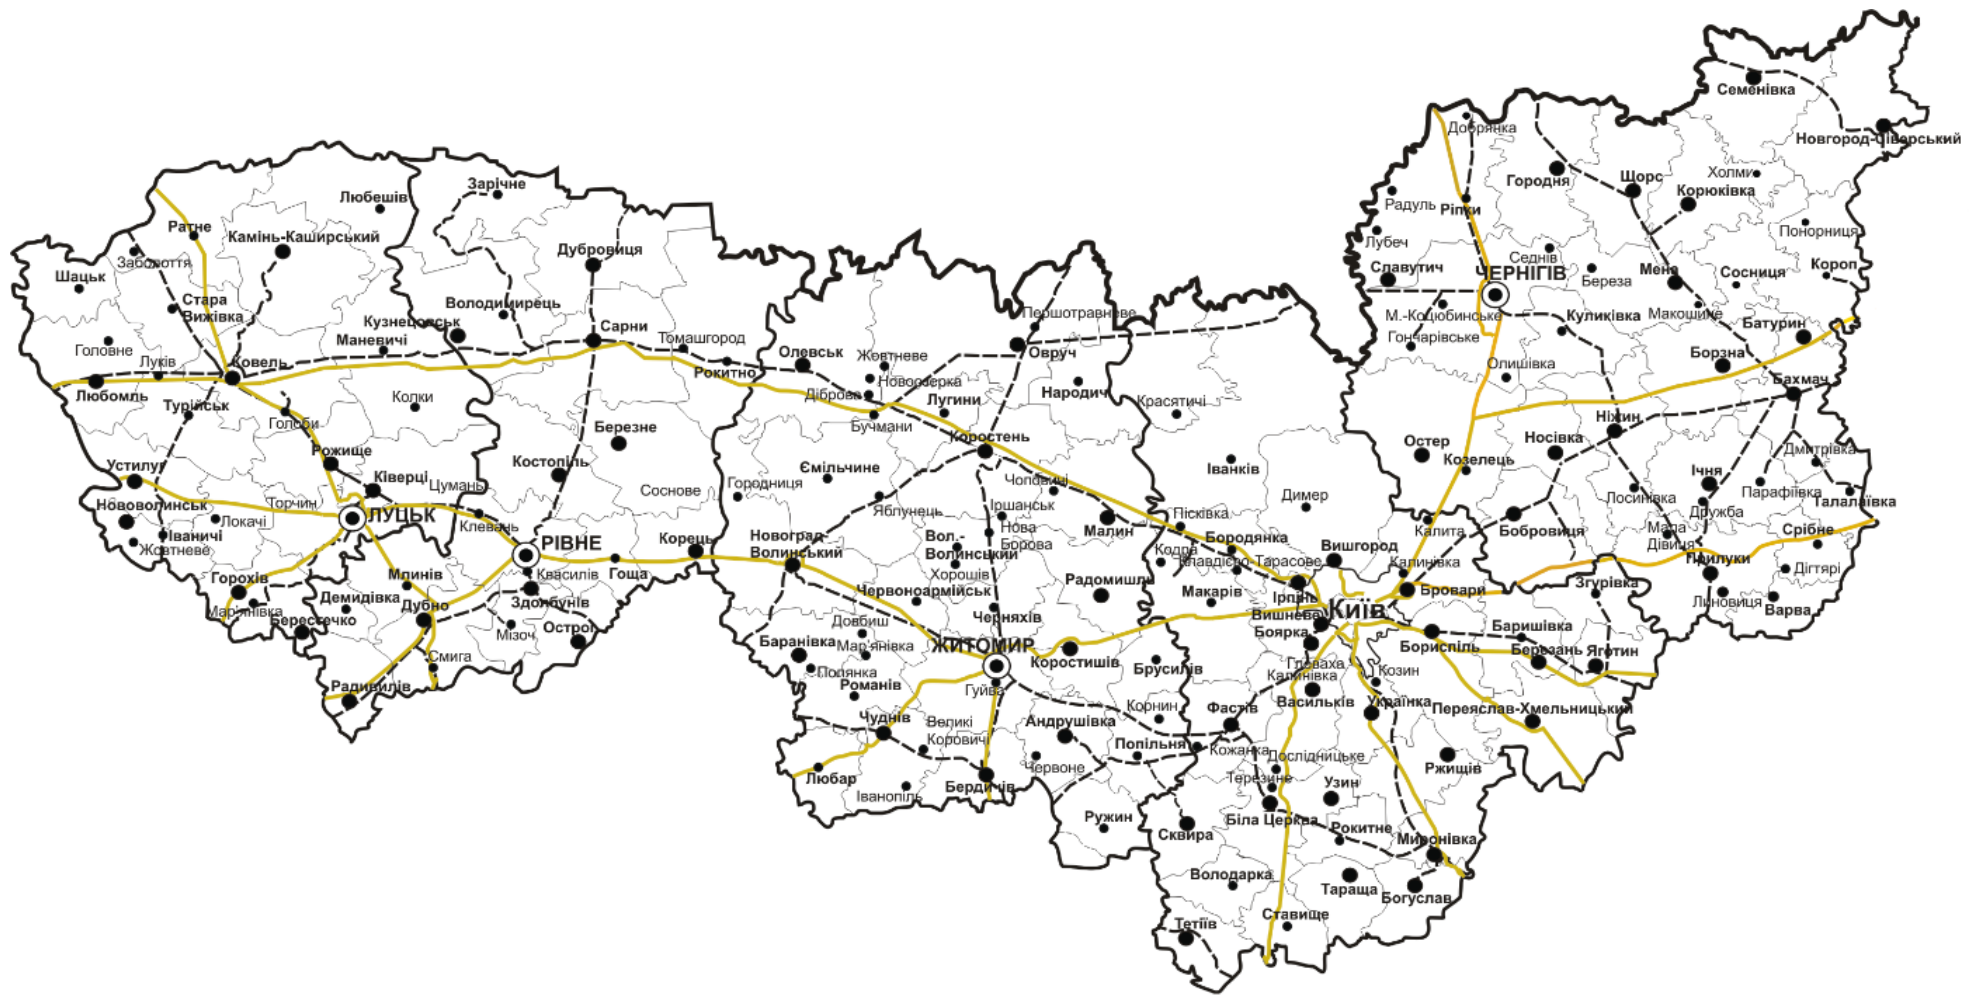 Семенівка
Новгород-Сіверський
Добрянка
Холми
Городня
Щорс
Корюківка
Зарічне
Любешів
Радуль
Ріпки
Ратне
Камінь-Каширський
Понорниця
Лубеч
Дубровиця
Седнів
Заболоття
Шацьк
Славутич
ЧЕРНІГІВ
Береза
Мена
Сосниця
Короп
Стара
Вижівка
Володимирець
Першотравневе
М.-Коцюбинське
Куликівка
Макошине
Батурин
Кузнецовськ
Сарни
Маневичі
Томашгород
Гончарівське
Головне
Луків
Ковель
Олевськ
Жовтневе
Овруч
Борзна
Олишівка
Рокитно
Новоозерка
Бахмач
Любомль
Турійськ
Колки
Діброва
Лугини
Народичі
Красятичі
Голоби
Бучмани
Ніжин
Березне
Коростень
Остер
Носівка
Рожище
Козелець
Дмитрівка
Устилуг
Костопіль
Ємільчине
Іванків
Ічня
Ківерці
Цумань
Соснове
Городниця
Чоповичі
Димер
Лосинівка
Парафіївка
Талалаївка
Нововолинськ
Торчин
ЛУЦЬК
Яблунець
Іршанськ
Пісківка
Дружба
Локачі
Клевань
Нова
Борова
Малин
Калита
Бобровиця
Мала
Дівиця
Срібне
Іваничі
Жовтневе
РІВНЕ
Корець
Новоград-
Волинський
Вол.-
Волинський
Бородянка
Кодра
Клавдієво-Тарасове
Вишгород
Калинівка
Прилуки
Дігтярі
Горохів
Млинів
Квасилів
Гоща
Хорошів
Радомишль
Згурівка
Мар'янівка
Демидівка
Дубно
Здолбунів
Червоноармійськ
Макарів
Ірпінь
Київ
Бровари
Линовиця
Варва
Берестечко
Мізоч
Острог
Довбиш
Черняхів
Вишневе
Боярка
Баришівка
Баранівка
Мар'янівка
ЖИТОМИР
Коростишів
Бориспіль
Березань
Яготин
Смига
Полянка
Брусилів
Гловаха
Калинівка
Козин
Радивилів
Романів
Гуйва
Васильків
Українка
Переяслав-Хмельницький
Чуднів
Великі
Коровичі
Андрушівка
Корнин
Фастів
Попільня
Кожанка
Дослідницьке
Ржищів
Любар
Червоне
Терезине
Узин
Іванопіль
Бердичів
Ружин
Сквира
Біла Церква
Рокитне
Миронівка
Володарка
Тараща
Богуслав
Тетіїв
Ставище